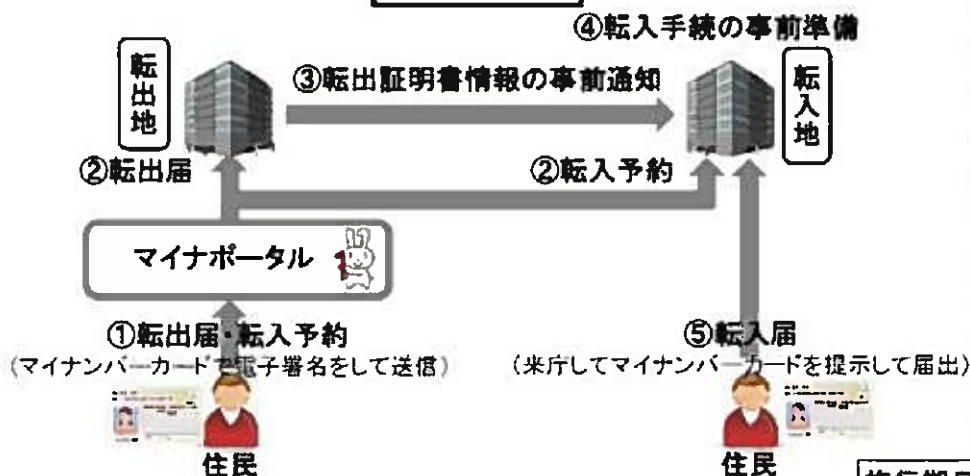 ④転入手続の事前準備
転出地
③転出証明書情報の事前通知
転入地
②転出届
②転入予約
マイナポータル
①転出届・転入予約
(マイナンバーカードで電子署名をして送信)
⑤転入届
(来庁してマイナンバーカードを提示して届出)
住民
住民